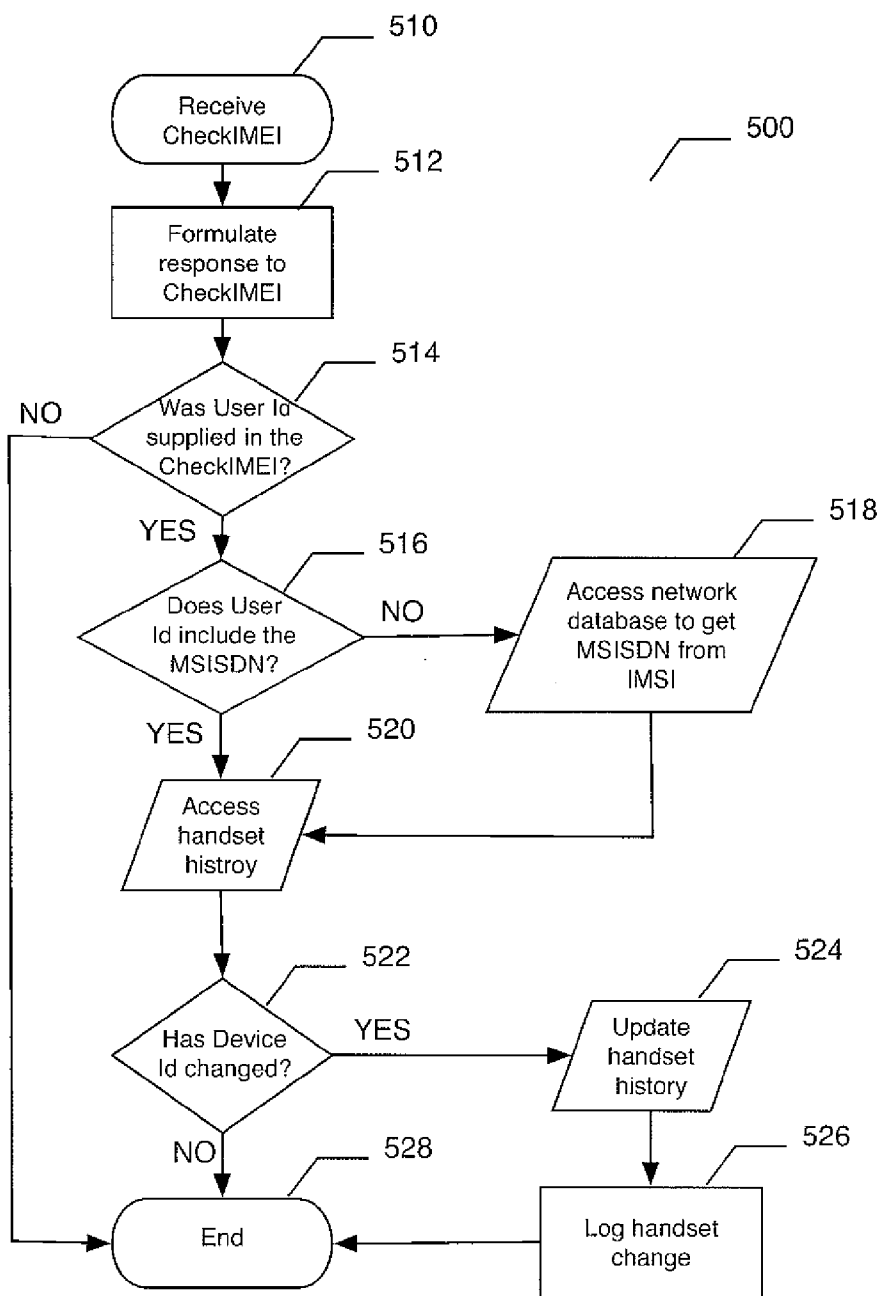 510
Receive
CheckIMEI
500
512
Formulate
response to
CheckIMEI
514
NO
Was User Id
supplied in the
CheckIMEI?
YES
516
518
Does User
Id include the
MSISDN?
NO
Access network
database to get
MSISDN from
IMSI
YES
520
Access
handset
histroy
522
524
Has Device
Id changed?
YES
Update
handset
history
NO
528
526
End
Log handset
change